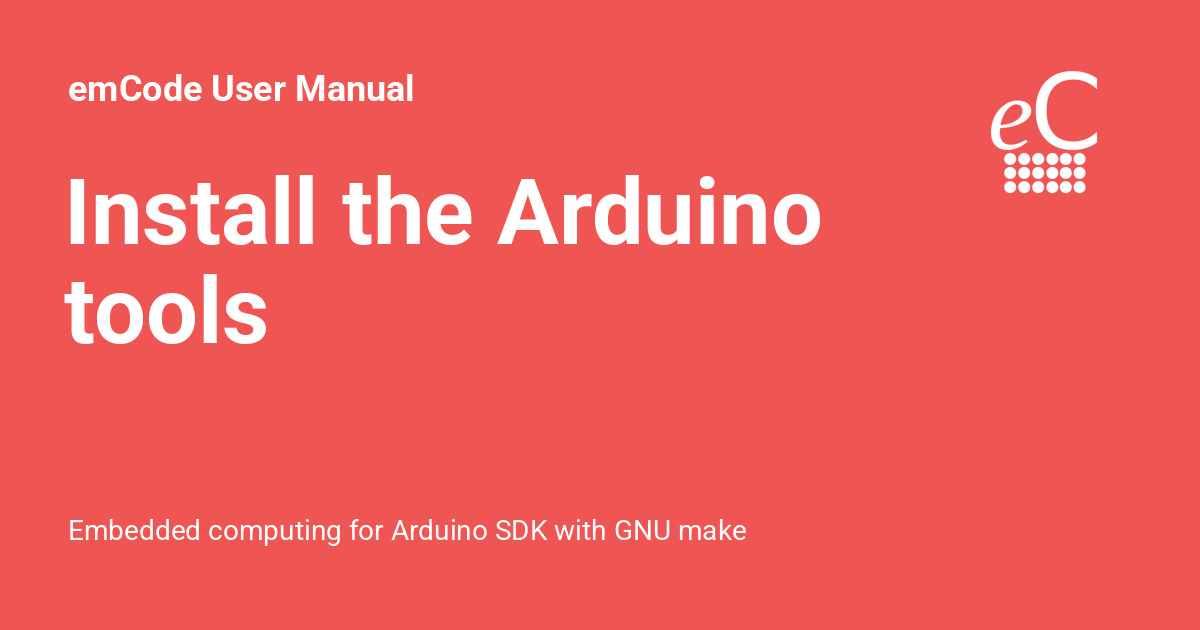 emCode User Manual
eC
Install the Arduino
tools
Embedded computing for Arduino SDK with GNU make